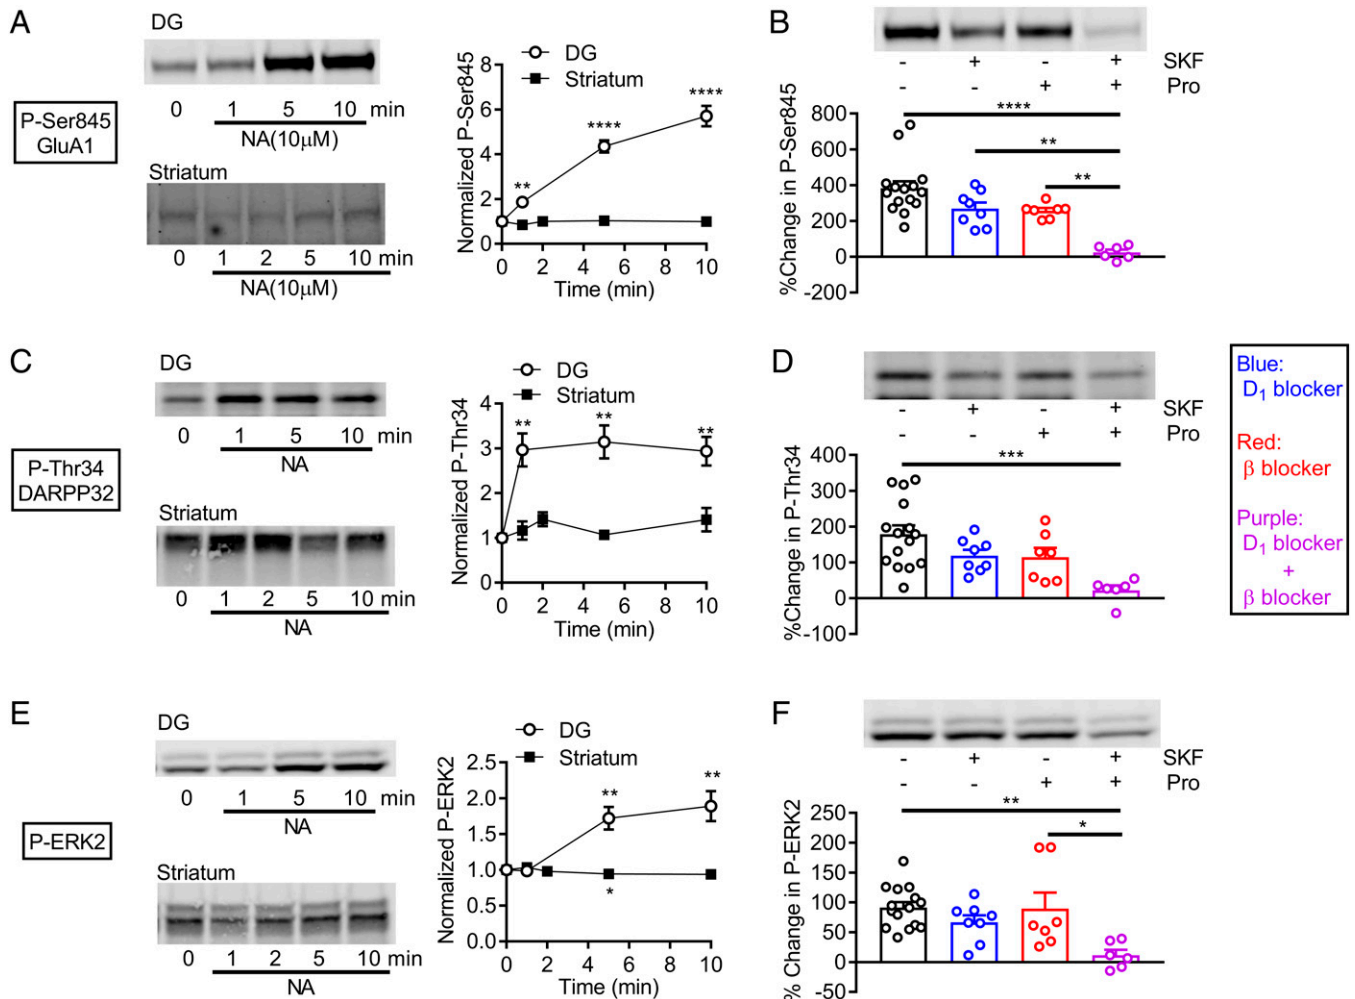 A
DG
0 1 5 10 min
NA(10μM)
P-Ser845
GluA1
Striatum
0 1 2 5 10 min
NA(10μM)
DG
Striatum
Normalized P-Ser845
8
6
4
2
0
**
****
****
0 2 4 6 8 10
Time (min)
B
- + - + SKF
- - + + Pro
%Change in P-Ser845
800
600
400
200
0
-200
****
**
**
C
DG
0 1 5 10 min
NA
P-Thr34
DARPP32
Striatum
0 1 2 5 10 min
NA
DG
Striatum
Normalized P-Thr34
4
3
2
1
0
**
**
**
0 2 4 6 8 10
Time (min)
D
- + - + SKF
- - + + Pro
%Change in P-Thr34
400
300
200
100
0
-100
***
Blue:
D1 blocker
Red:
β blocker
Purple:
D1 blocker
+
β blocker
E
DG
0 1 5 10 min
NA
P-ERK2
Striatum
0 1 2 5 10 min
NA
DG
Striatum
Normalized P-ERK2
2.5
2.0
1.5
1.0
0.5
0.0
**
**
*
0 2 4 6 8 10
Time (min)
F
- + - + SKF
- - + + Pro
% Change in P-ERK2
250
200
150
100
50
0
-50
**
*